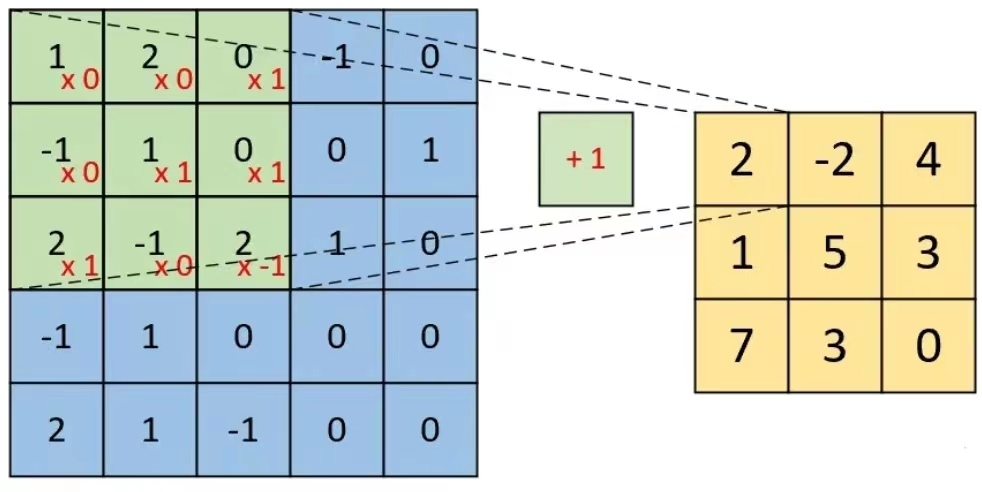 1 2 0 -1 0
x 0 x 0 x 1
-1 1 0 0 1
x 0 x 1 x 1
2 -1 2 1 0
x 1 x 0 x -1
-1 1 0 0 0
2 1 -1 0 0
+ 1
2 -2 4
1 5 3
7 3 0